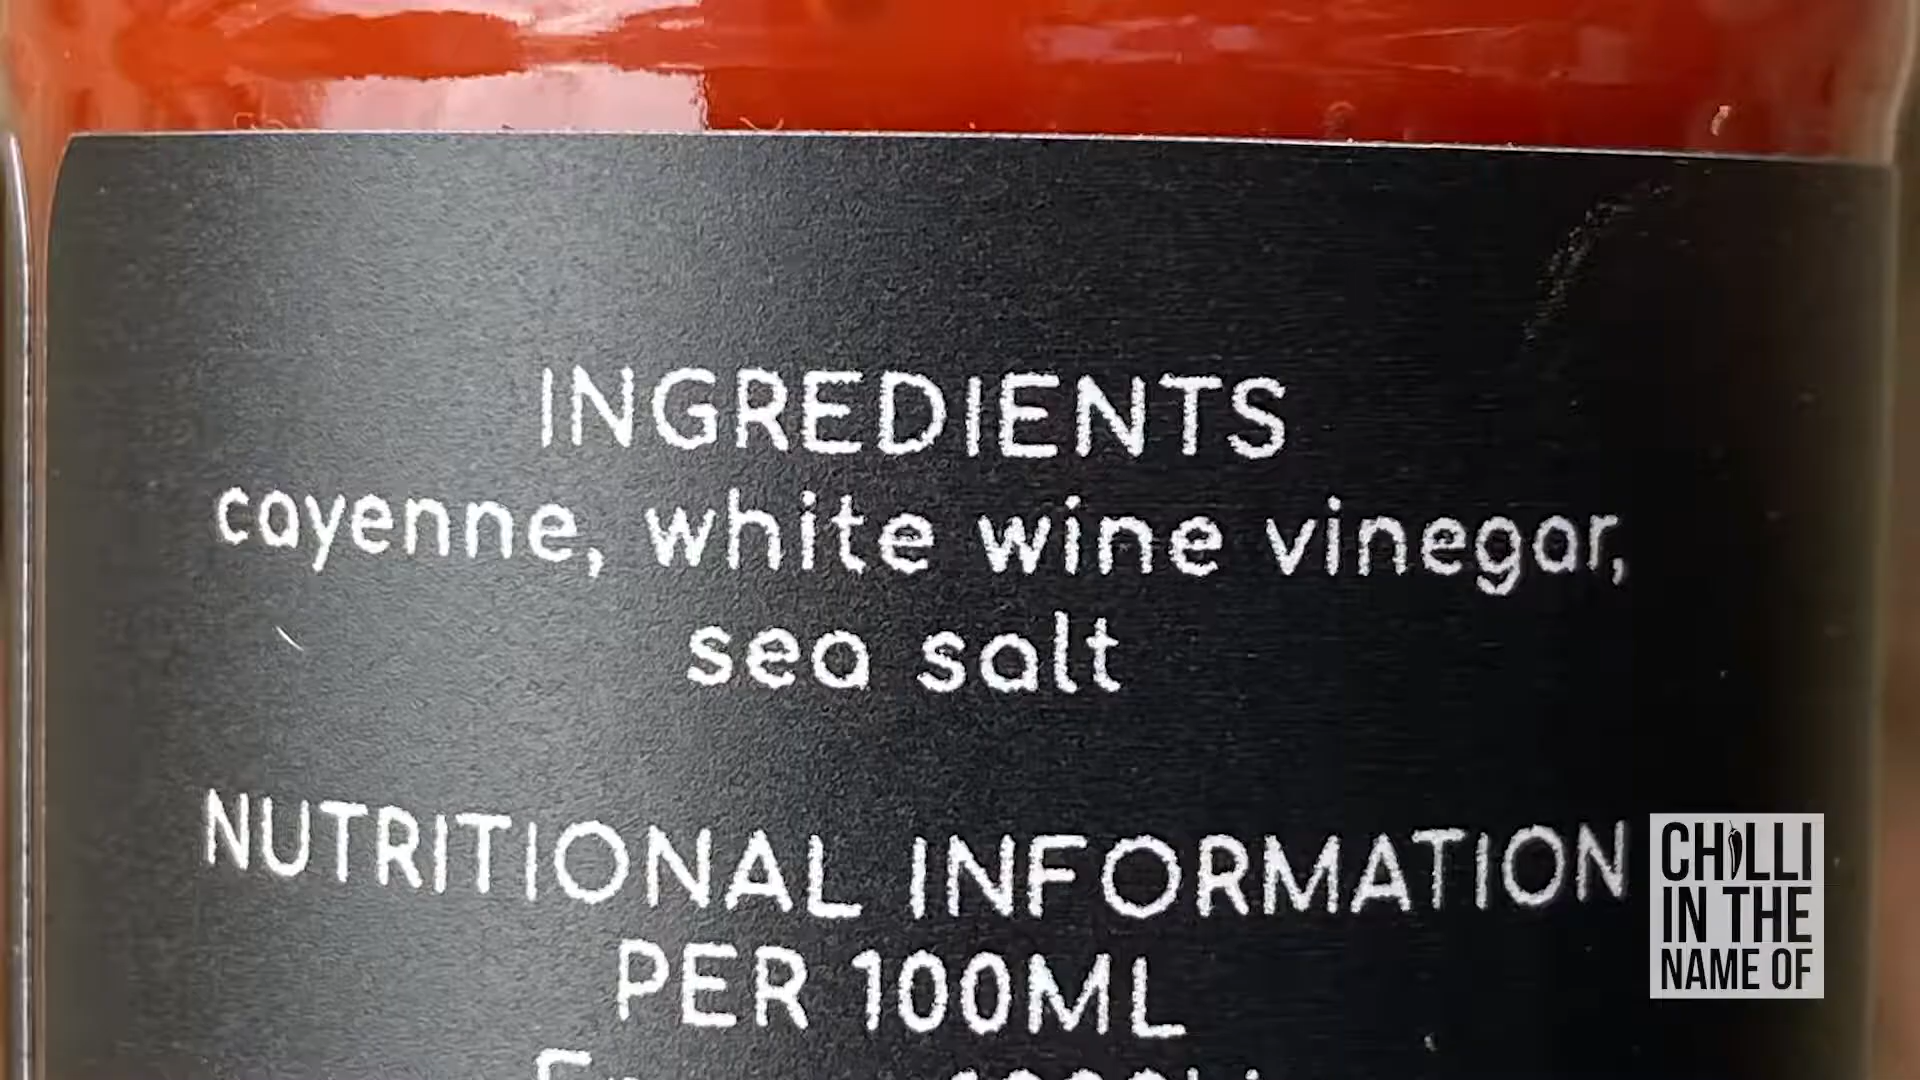 INGREDIENTS
cayenne, white wine vinegar,
sea salt
NUTRITIONAL INFORMATION
PER 100ML
CHILLI
IN THE
NAME OF